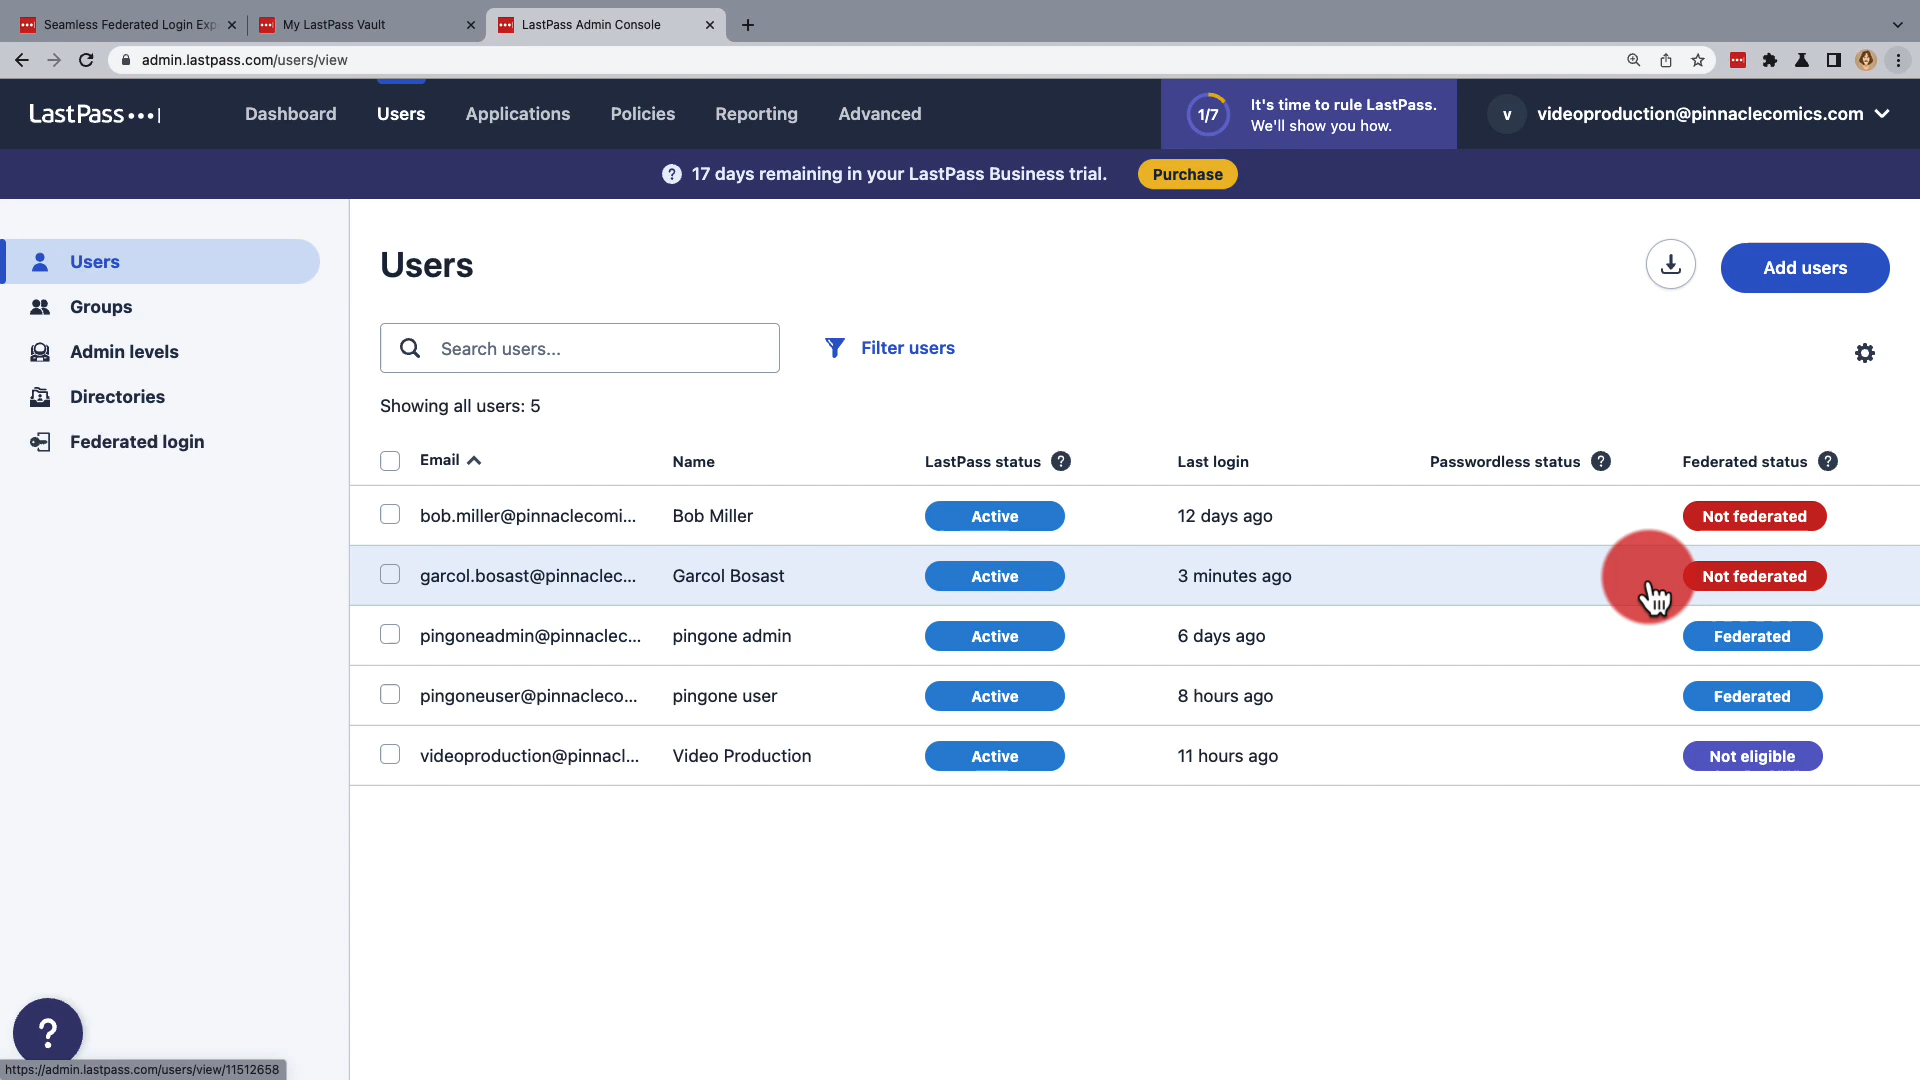 Seamless Federated Login Exp
My LastPass Vault
LastPass Admin Console
admin.lastpass.com/users/view
LastPass
Dashboard
Users
Applications
Policies
Reporting
Advanced
1/7
It's time to rule LastPass.
We'll show you how.
v
videoproduction@pinnaclecomics.com
? 17 days remaining in your LastPass Business trial.
Purchase
Users
Groups
Admin levels
Directories
Federated login
Users
Add users
Search users...
Filter users
Showing all users: 5
Email Name LastPass status ? Last login Passwordless status ? Federated status ?
bob.miller@pinnaclecomi... Bob Miller Active 12 days ago Not federated
garcol.bosast@pinnaclec... Garcol Bosast Active 3 minutes ago Not federated
pingoneadmin@pinnaclec... pingone admin Active 6 days ago Federated
pingoneuser@pinnacleco... pingone user Active 8 hours ago Federated
videoproduction@pinnacl... Video Production Active 11 hours ago Not eligible
?
https://admin.lastpass.com/users/view/11512658